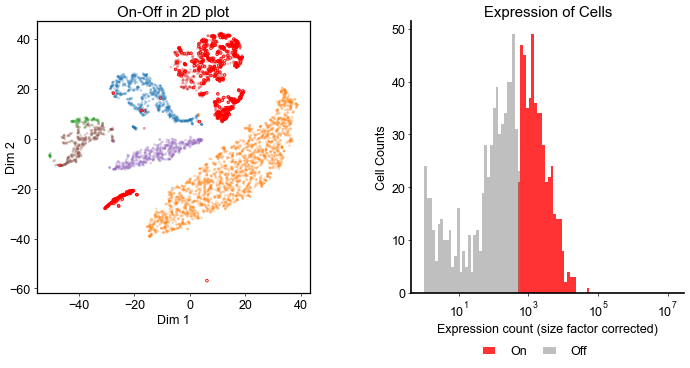 On-Off in 2D plot
40
20
0
−20
−40
−60
Dim 2
−40 −20 0 20 40
Dim 1
Expression of Cells
50
40
30
20
10
0
Cell Counts
10^1 10^3 10^5 10^7
Expression count (size factor corrected)
On Off